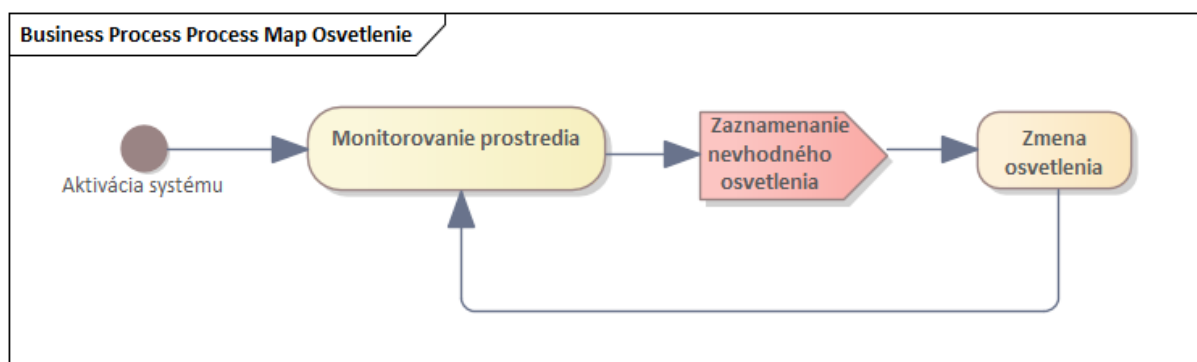 Business Process Process Map Osvetlenie
Aktivácia systému
Monitorovanie prostredia
Zaznamenanie
nevhodného
osvetlenia
Zmena
osvetlenia